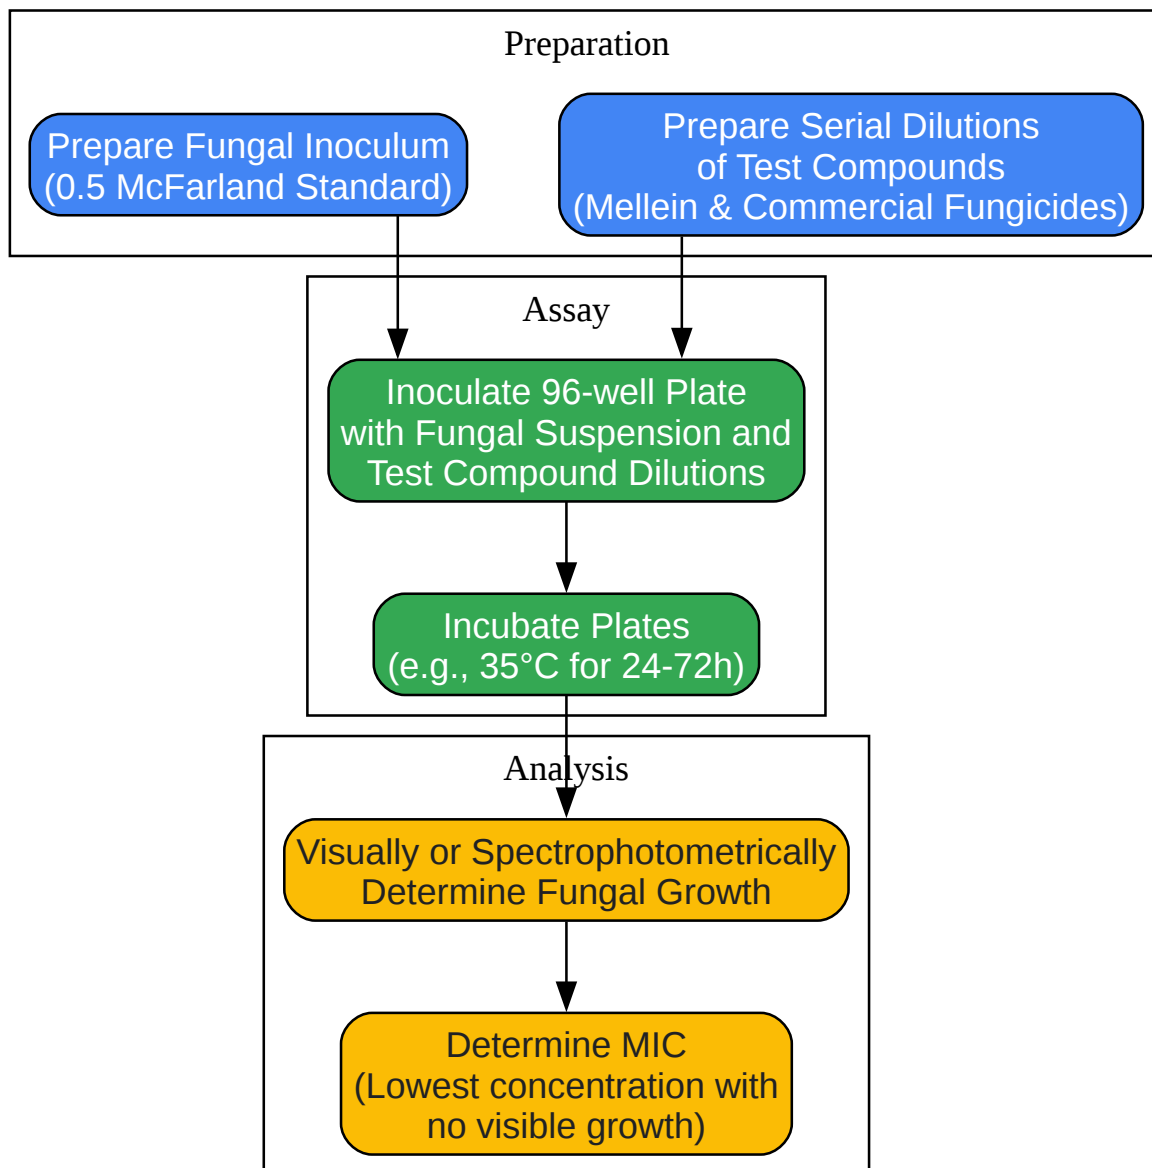 Preparation
Prepare Fungal Inoculum
(0.5 McFarland Standard)
Prepare Serial Dilutions
of Test Compounds
(Mellein & Commercial Fungicides)
Assay
Inoculate 96-well Plate
with Fungal Suspension and
Test Compound Dilutions
Incubate Plates
(e.g., 35°C for 24-72h)
Analysis
Visually or Spectrophotometrically
Determine Fungal Growth
Determine MIC
(Lowest concentration with
no visible growth)